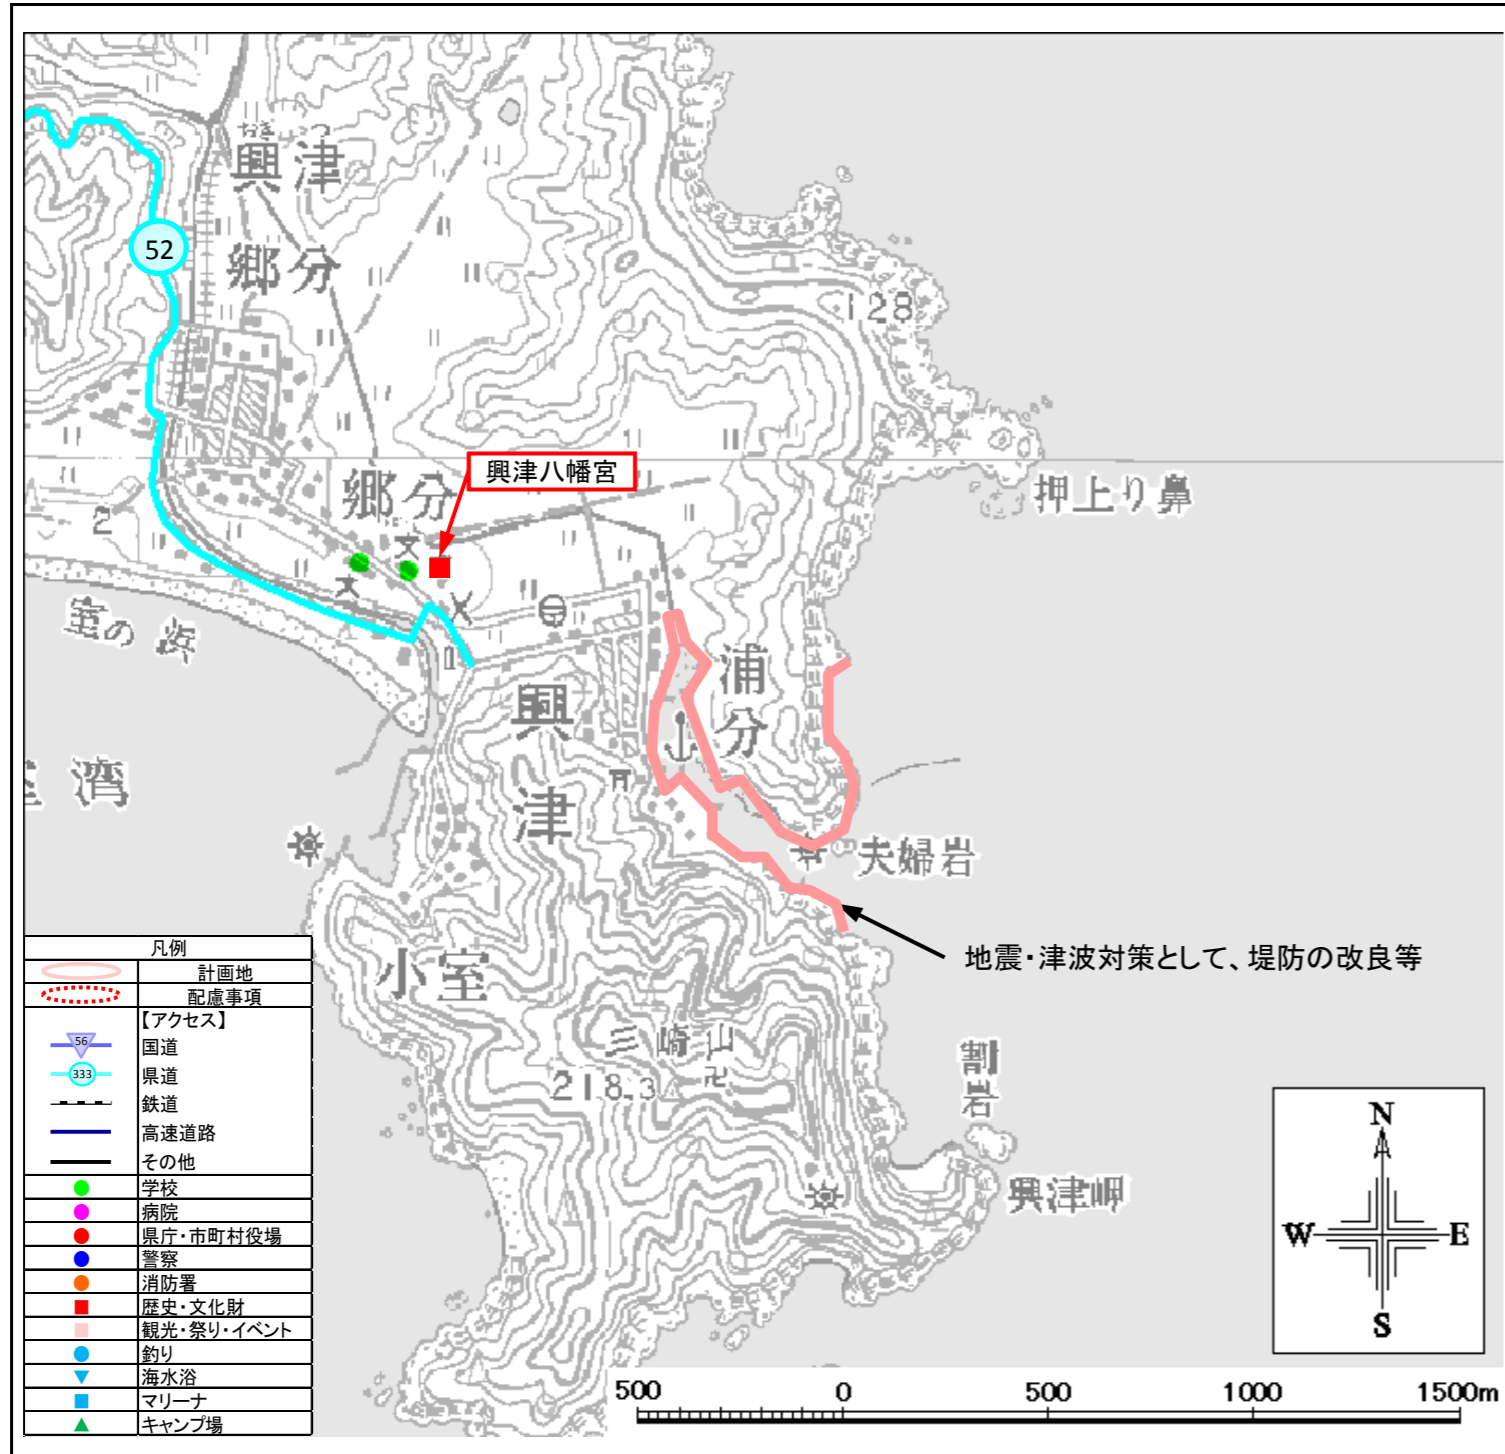 おきつ
興津
52
郷分
128
興津八幡宮
押上り鼻
郷分
2
室の浜
浦分
興津
湾
夫婦岩
地震・津波対策として、堤防の改良等
小室
三崎山
218.3
割岩
興津岬
凡例
計画地
配慮事項
【アクセス】
56
国道
333
県道
鉄道
高速道路
その他
学校
病院
県庁・市町村役場
警察
消防署
歴史・文化財
観光・祭り・イベント
釣り
海水浴
マリーナ
キャンプ場
N
W
E
S
500 0 500 1000 1500m